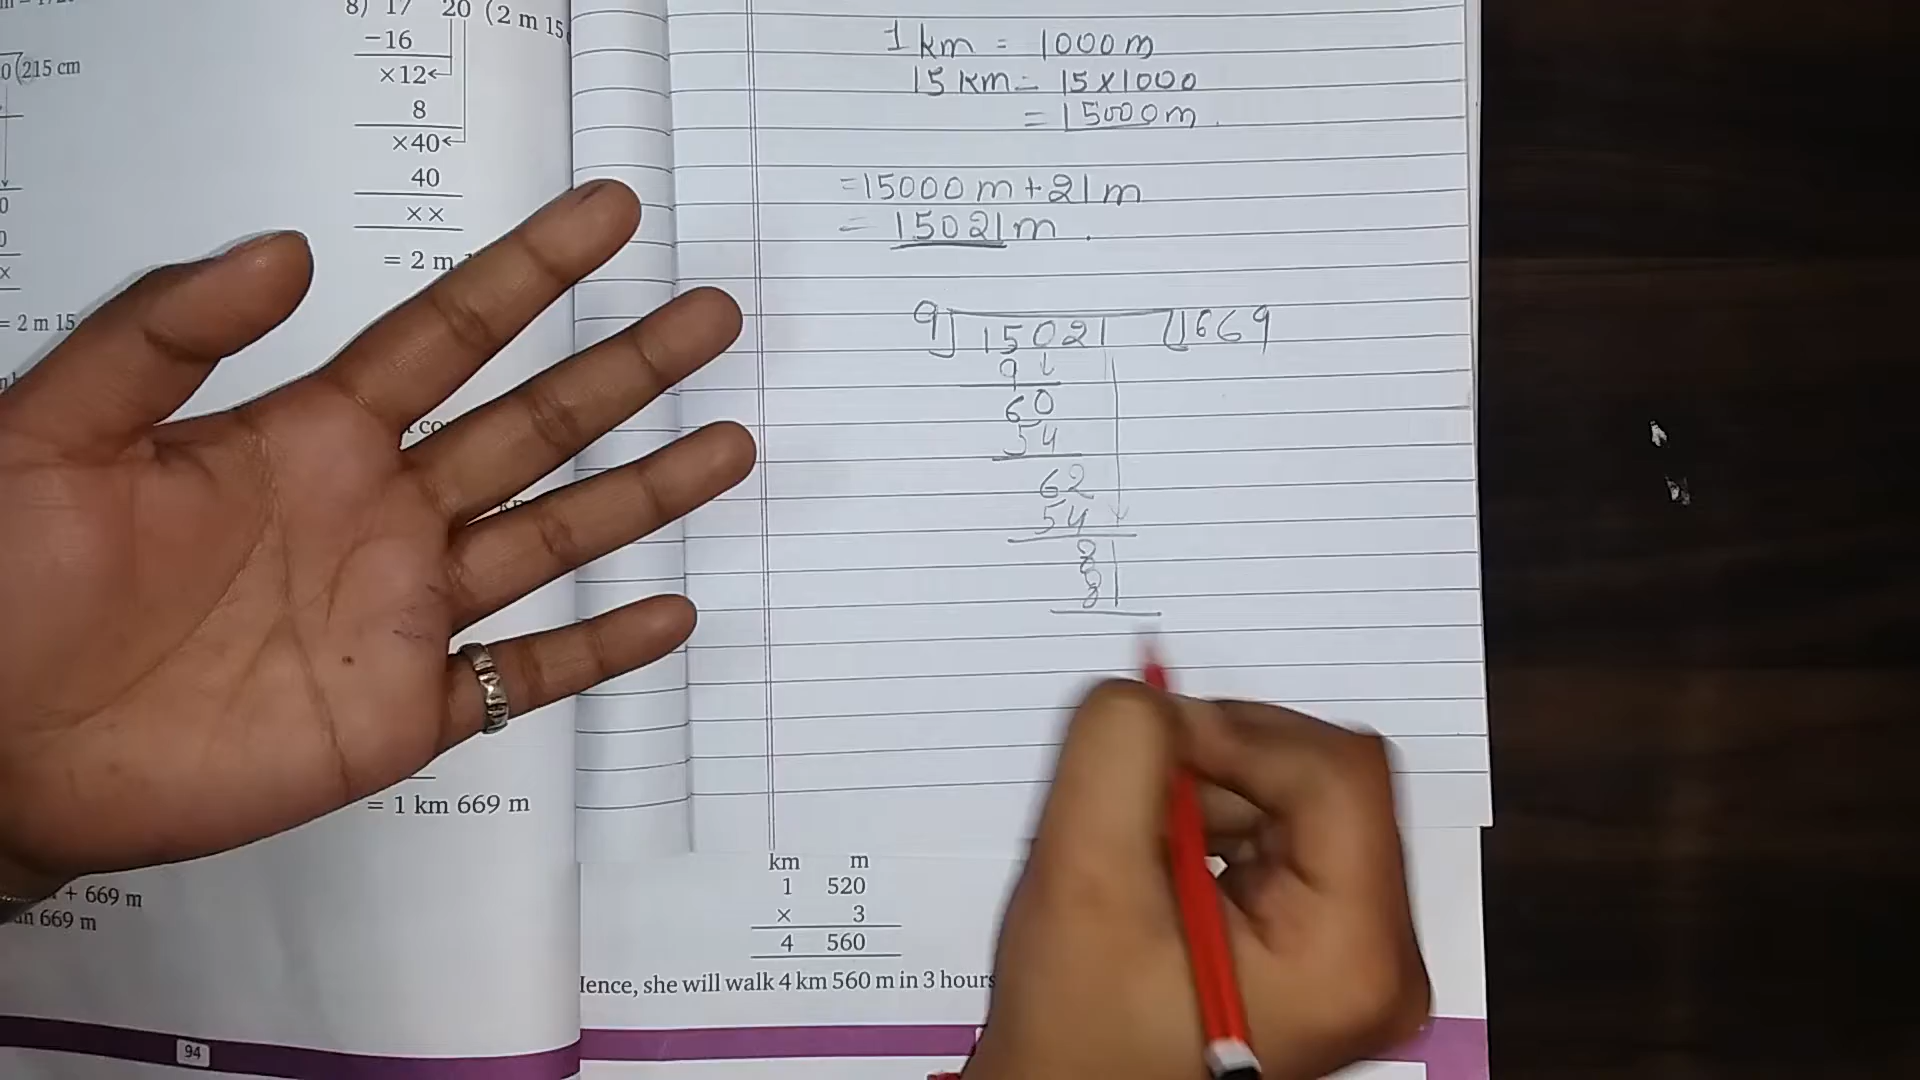 0(215 cm
= 2 m 15
+ 669 m
669 m
8) 17 20 (2 m 15
-16
×12
8
×40
40
××
= 2 m
= 1 km 669 m
94
1 km = 1000 m
15 km = 15×1000
= 15000 m.
=15000 m + 21 m
= 15021 m.
9 15021 1669
9
60
54
62
54
81
81
km m
1 520
× 3
4 560
Hence, she will walk 4 km 560 m in 3 hours